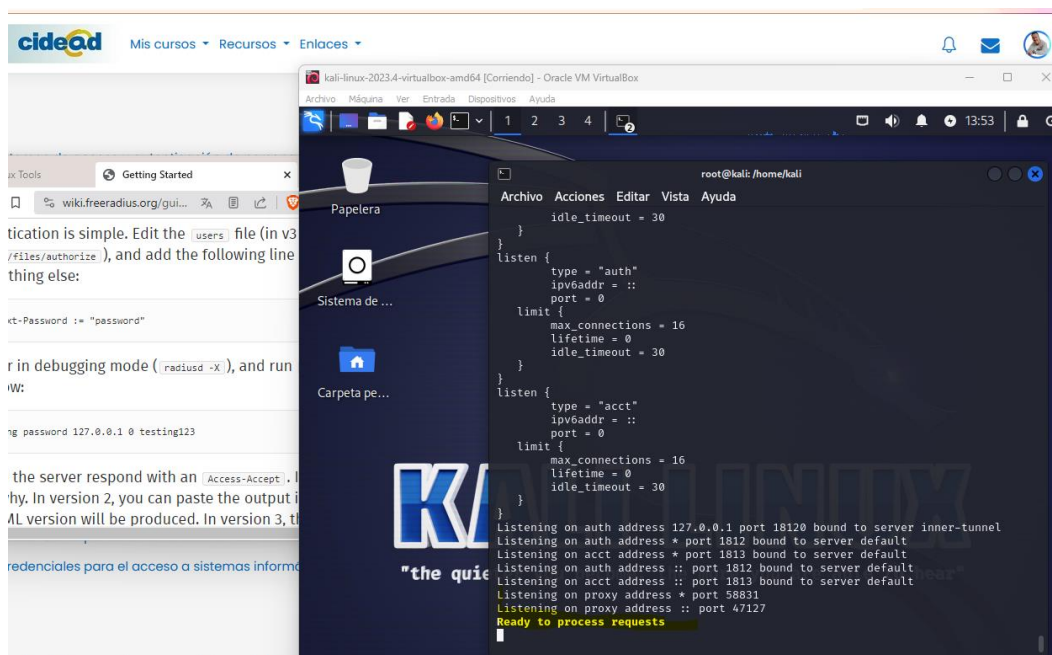 cidead Mis cursos Recursos Enlaces
kali-linux-2023.4-virtualbox-amd64 [Corriendo] - Oracle VM VirtualBox
Archivo Máquina Ver Entrada Dispositivos Ayuda
1 2 3 4 2 13:53
Tools
Getting Started
wiki.freeradius.org/gui...
tication is simple. Edit the users file (in v3
/files/authorize ), and add the following line
thing else:
xt-Password := "password"
r in debugging mode ( radiusd -X ), and run
ow:
ng password 127.0.0.1 0 testing123
the server respond with an Access-Accept . I
hy. In version 2, you can paste the output i
ML version will be produced. In version 3, t
redenciales para el acceso a sistemas inform
Papelera
Sistema de ...
Carpeta pe...
root@kali: /home/kali
Archivo Acciones Editar Vista Ayuda
idle_timeout = 30
}
}
listen {
type = "auth"
ipv6addr = ::
port = 0
limit {
max_connections = 16
lifetime = 0
idle_timeout = 30
}
}
listen {
type = "acct"
ipv6addr = ::
port = 0
limit {
max_connections = 16
lifetime = 0
idle_timeout = 30
}
}
Listening on auth address 127.0.0.1 port 18120 bound to server inner-tunnel
Listening on auth address * port 1812 bound to server default
Listening on acct address * port 1813 bound to server default
Listening on auth address :: port 1812 bound to server default
Listening on acct address :: port 1813 bound to server default
Listening on proxy address * port 58831
Listening on proxy address :: port 47127
Ready to process requests
KALI LINUX
"the quie hear"